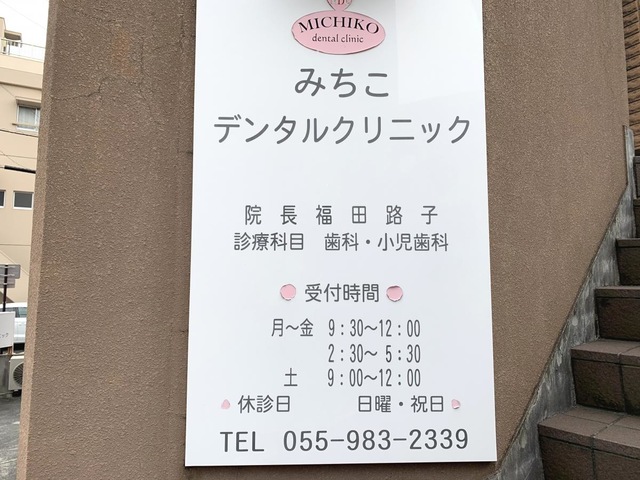 MICHIKO
dental clinic
みちこ
デンタルクリニック
院長 福田路子
診療科目 歯科・小児歯科
受付時間
月～金 9:30～12:00
2:30～5:30
土 9:00～12:00
休診日 日曜・祝日
TEL 055-983-2339